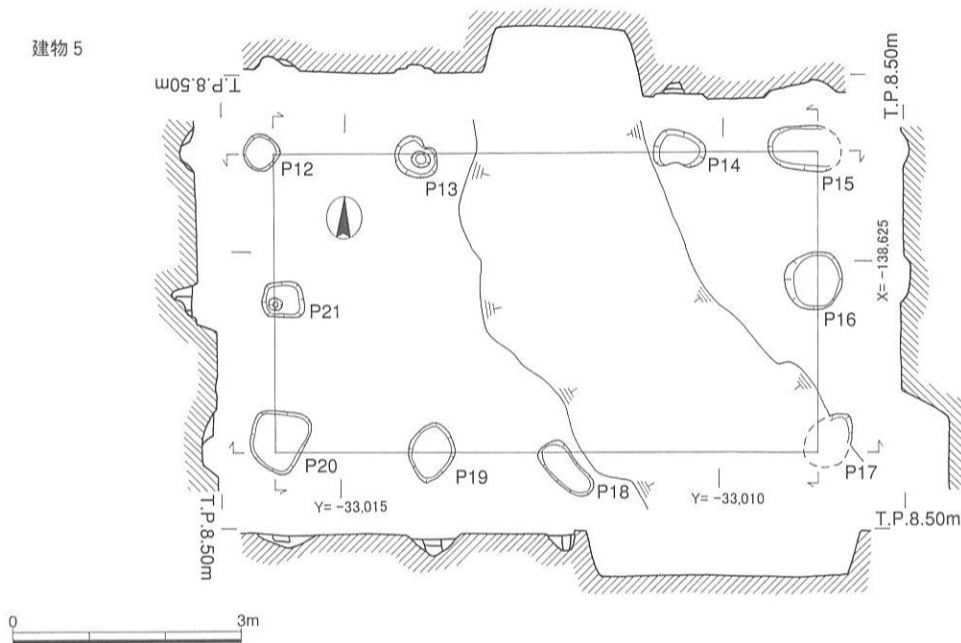 建物 5
T.P.8.50m
T.P.8.50m
P12
P13
P14
P15
X= −138,625
P21
P16
P20
P19
P18
P17
Y= −33,015
Y= −33,010
T.P.8.50m
T.P.8.50m
0
3m